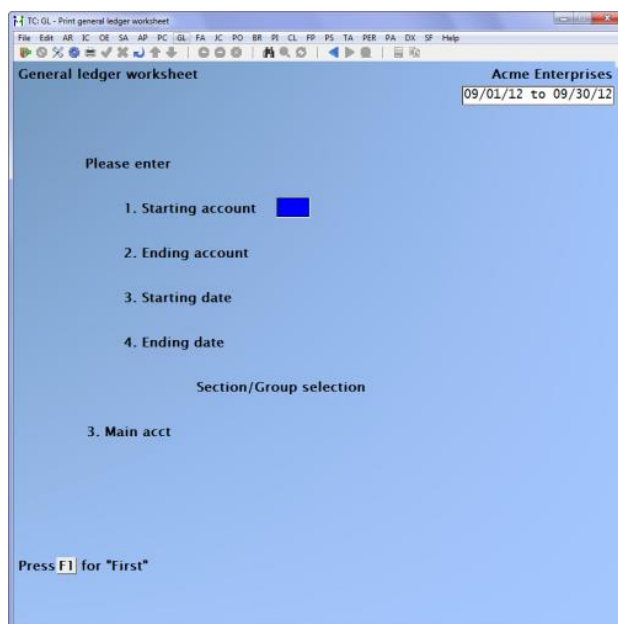 TC: GL - Print general ledger worksheet
File Edit AR IC OE SA AP PC GL FA JC PO BR PI CL FP PS TA PER PA DX SF Help
General ledger worksheet
Acme Enterprises
09/01/12 to 09/30/12
Please enter
1. Starting account
2. Ending account
3. Starting date
4. Ending date
Section/Group selection
3. Main acct
Press F1 for "First"